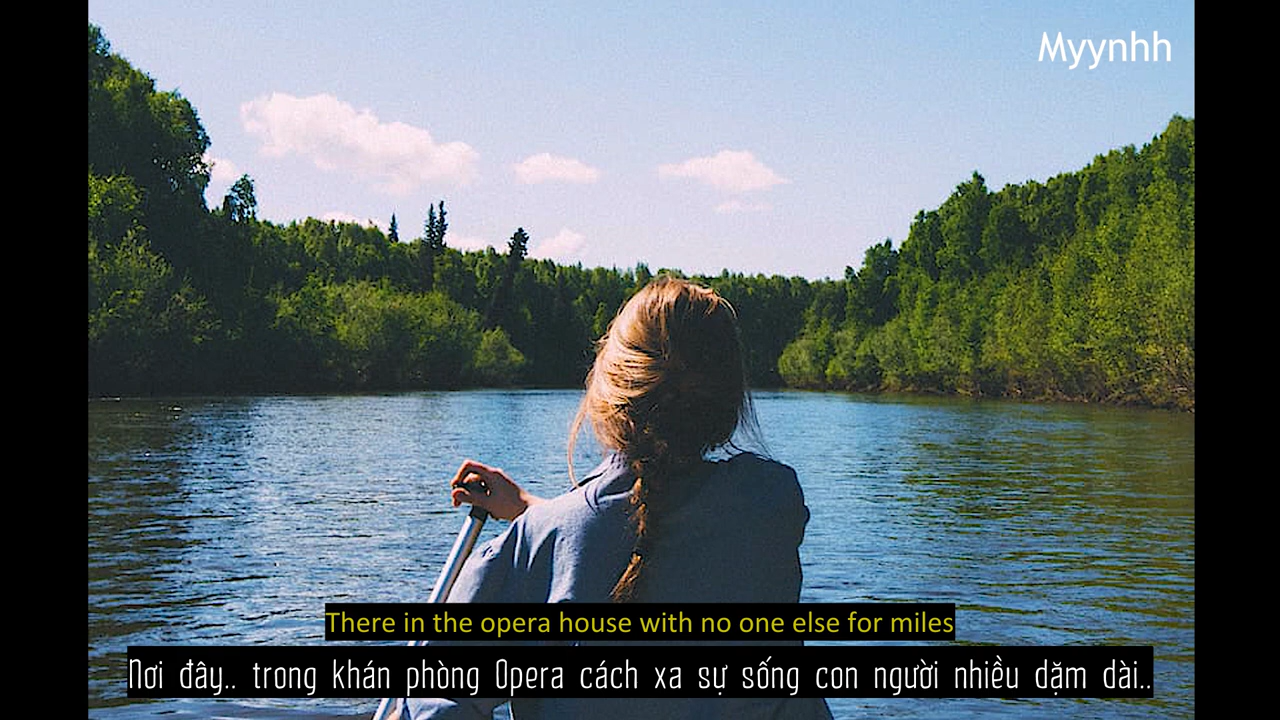 Myynhh
There in the opera house with no one else for miles
Nơi đây.. trong khán phòng Opera cách xa sự sống con người nhiều dặm dài..